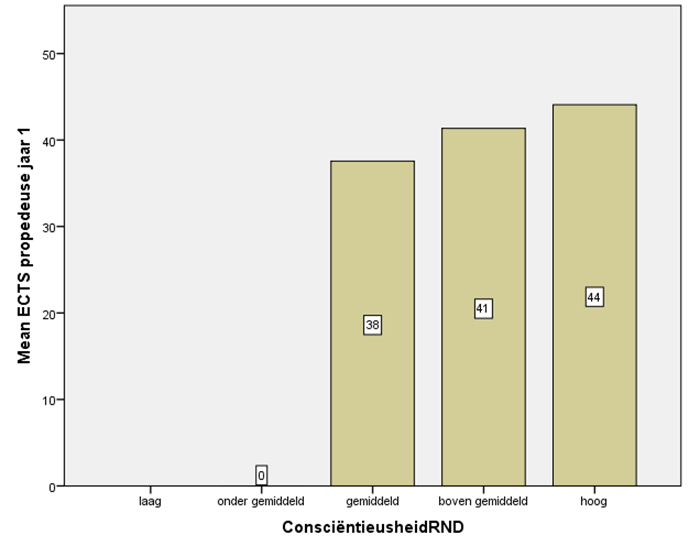 Mean ECTS propedeuse jaar 1
50
40
30
20
10
0
0
38
41
44
laag
onder gemiddeld
gemiddeld
boven gemiddeld
hoog
ConsciëntieusheidRND